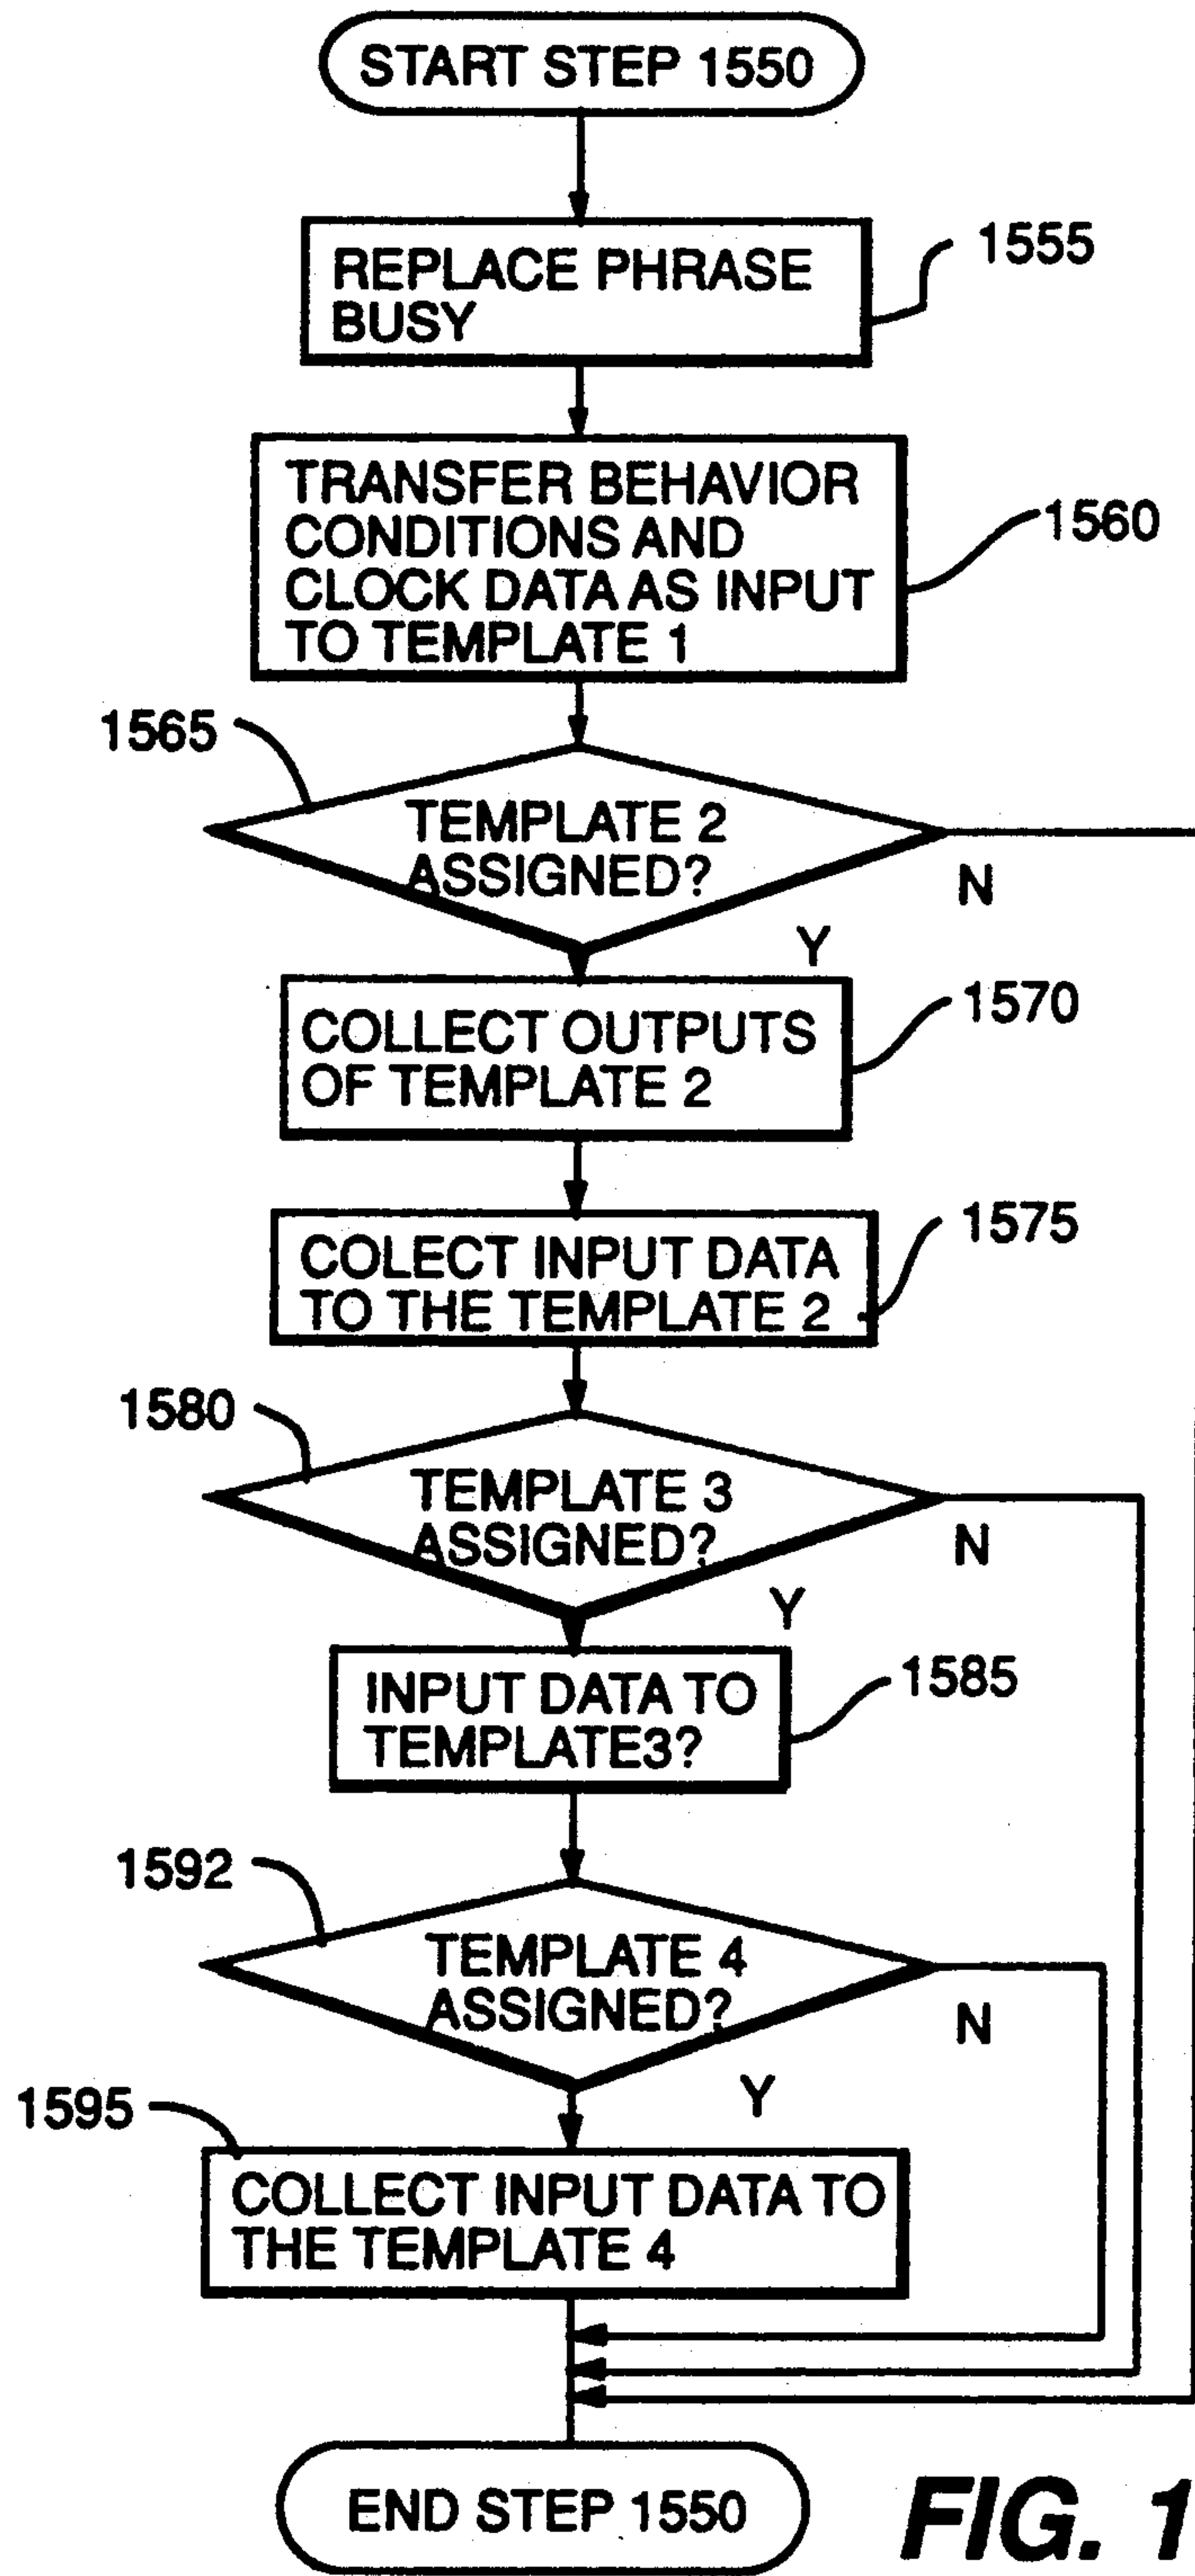 START STEP 1550
REPLACE PHRASE
BUSY
1555
TRANSFER BEHAVIOR
CONDITIONS AND
CLOCK DATA AS INPUT
TO TEMPLATE 1
1560
1565
TEMPLATE 2
ASSIGNED?
N
Y
COLLECT OUTPUTS
OF TEMPLATE 2
1570
COLECT INPUT DATA
TO THE TEMPLATE 2
1575
1580
TEMPLATE 3
ASSIGNED?
N
Y
INPUT DATA TO
TEMPLATE3?
1585
1592
TEMPLATE 4
ASSIGNED?
N
Y
1595
COLLECT INPUT DATA TO
THE TEMPLATE 4
END STEP 1550
FIG. 1